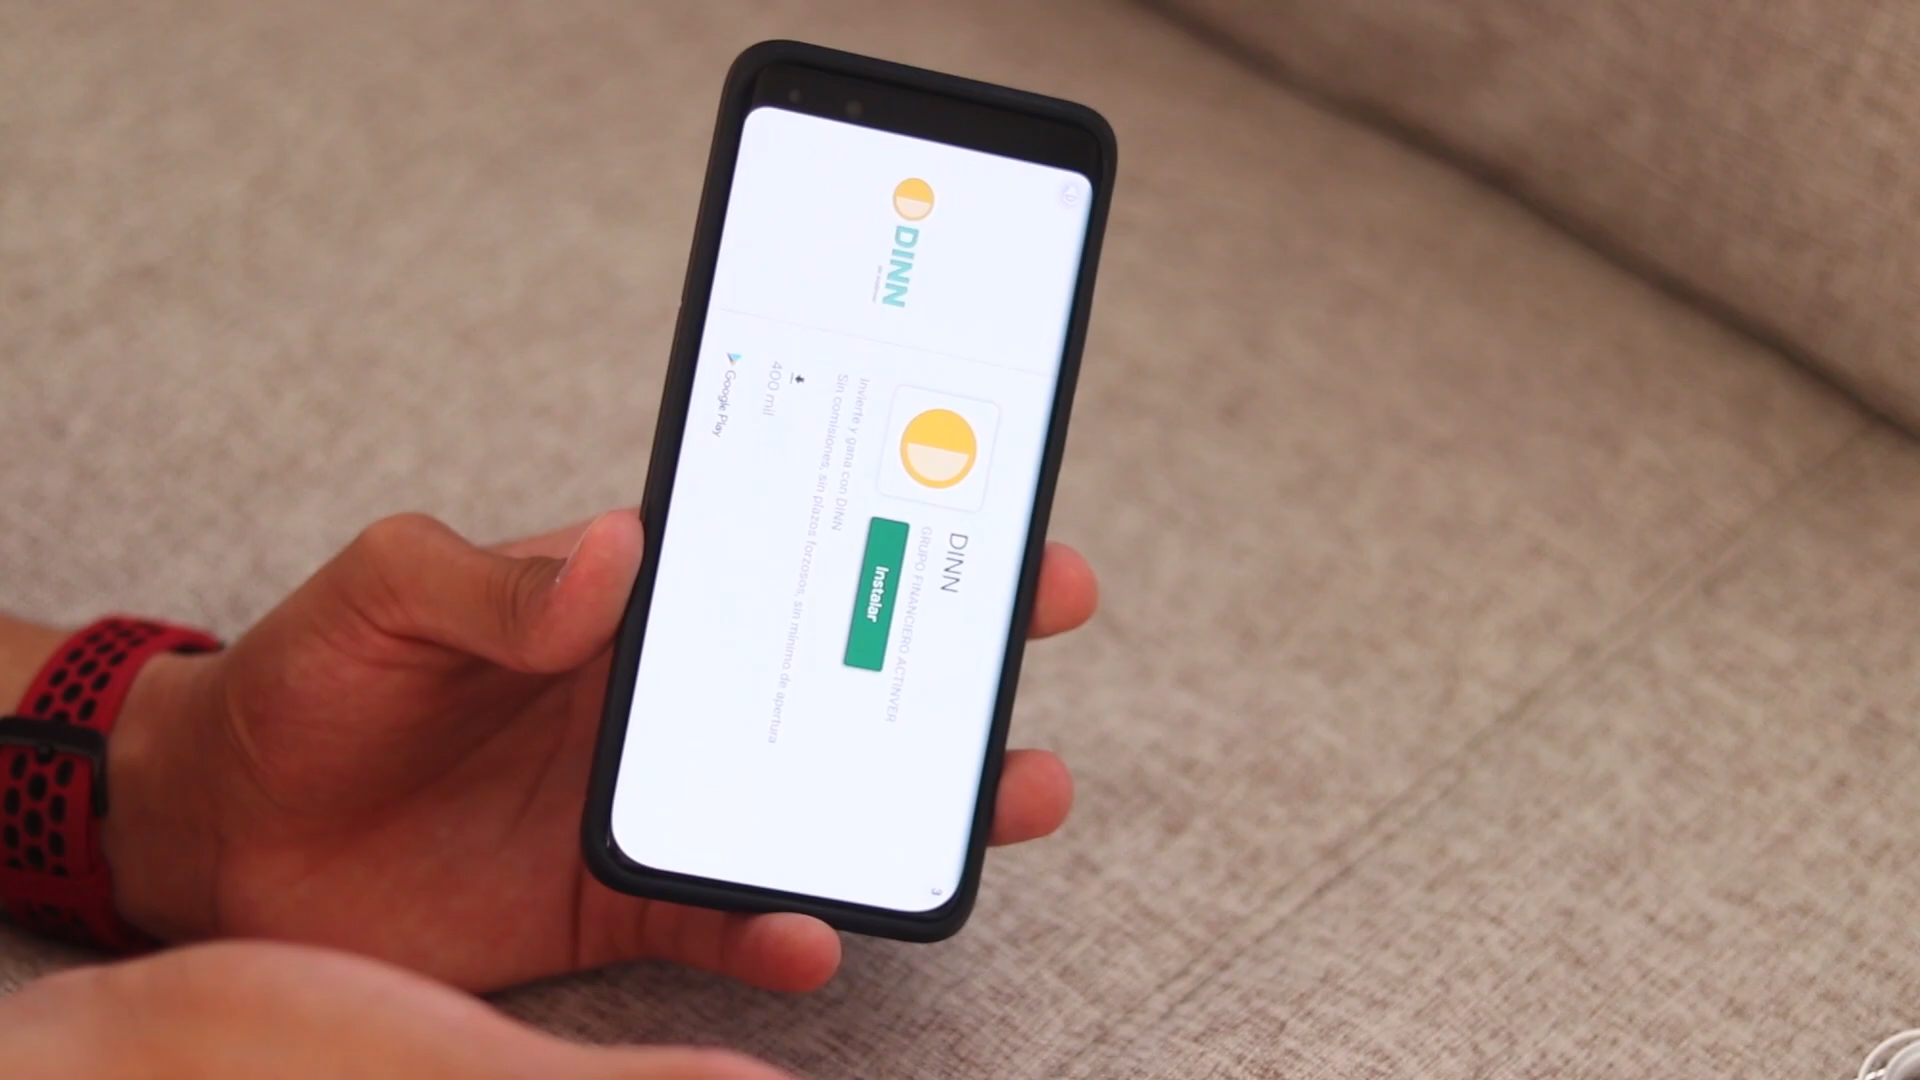 DINN
DINN
GRUPO FINANCIERO ACTINVER
Instalar
Invierte y gana con DINN
Sin comisiones, sin plazos forzosos, sin mínimo de apertura
400 mil
Google Play
3